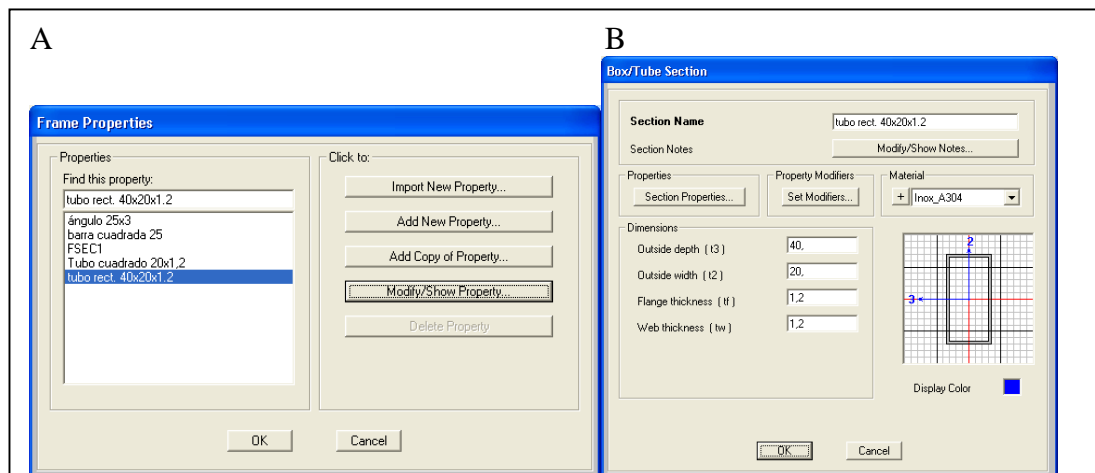 A
Frame Properties
Properties
Find this property:
tubo rect. 40x20x1.2
ángulo 25x3
barra cuadrada 25
FSEC1
Tubo cuadrado 20x1,2
tubo rect. 40x20x1.2
Click to:
Import New Property...
Add New Property...
Add Copy of Property...
Modify/Show Property...
Delete Property
OK
Cancel
B
Box/Tube Section
Section Name
tubo rect. 40x20x1.2
Section Notes
Modify/Show Notes...
Properties
Section Properties...
Property Modifiers
Set Modifiers...
Material
+ Inox_A304
Dimensions
Outside depth ( t3 ) 40,
Outside width ( t2 ) 20,
Flange thickness ( tf ) 1,2
Web thickness ( tw ) 1,2
2
3
Display Color
OK
Cancel